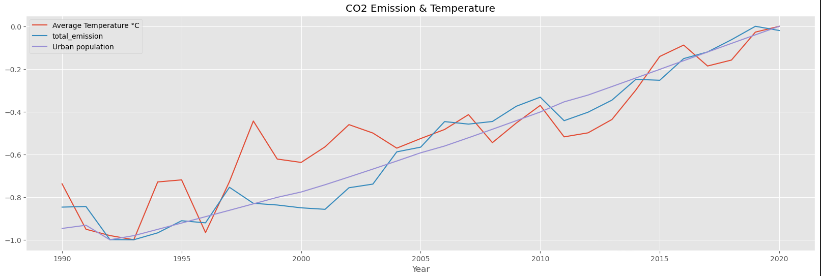 CO2 Emission & Temperature
Average Temperature °C
total_emission
Urban population
0.0
−0.2
−0.4
−0.6
−0.8
−1.0
1990 1995 2000 2005 2010 2015 2020
Year